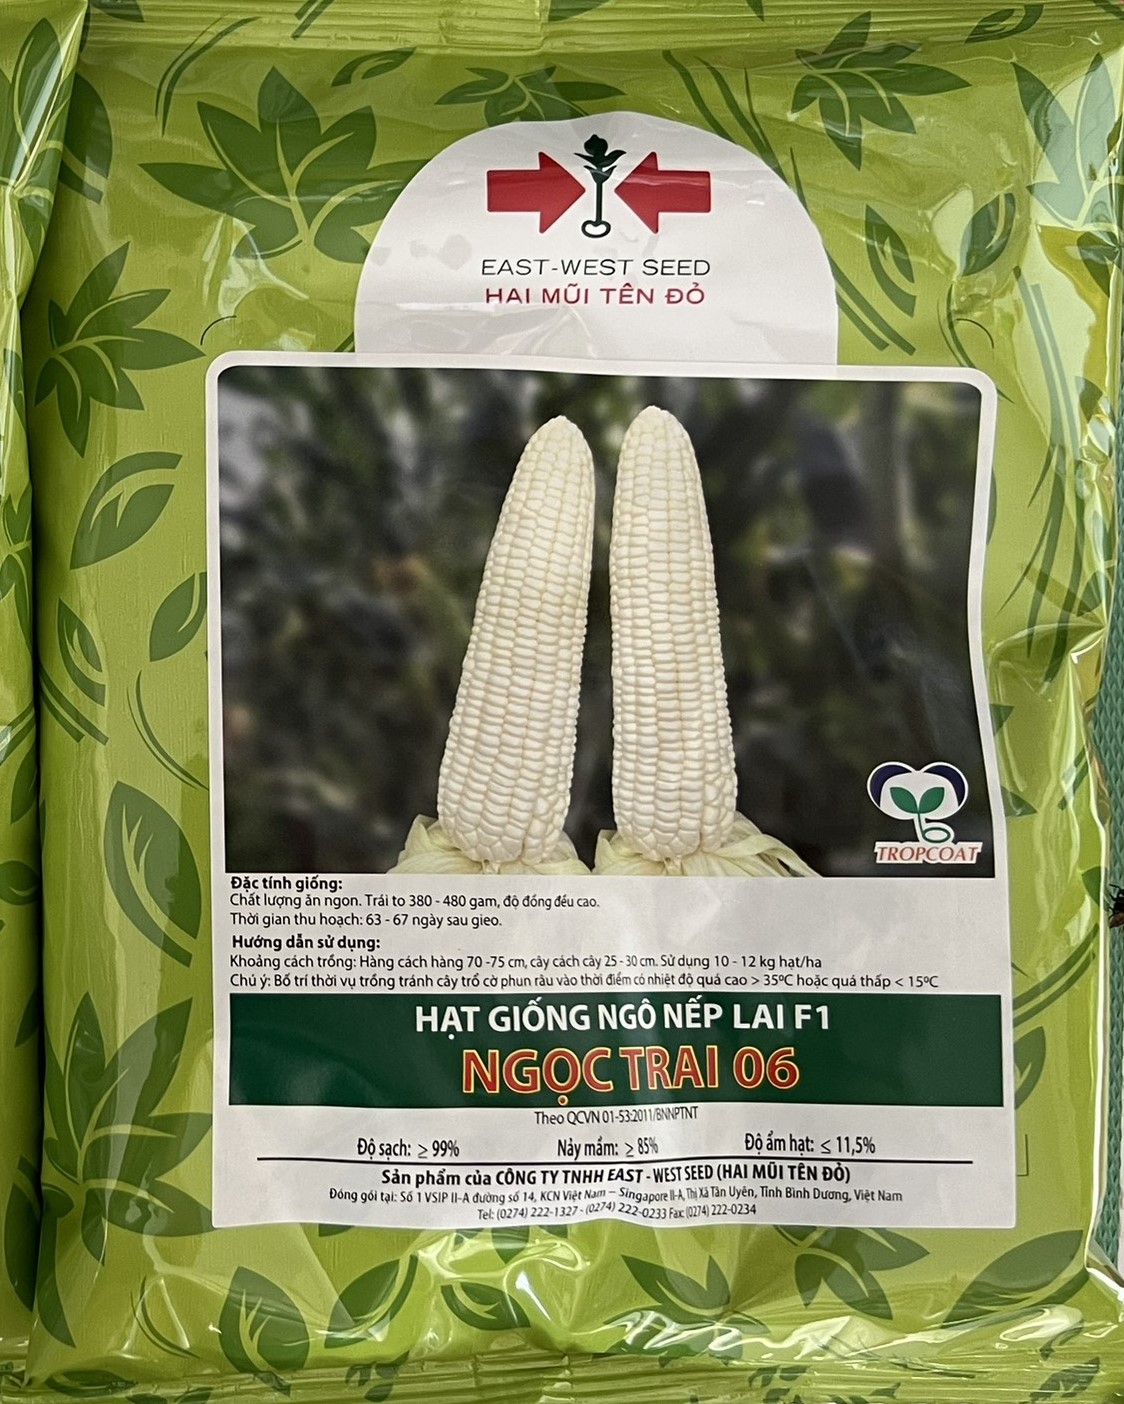 EAST-WEST SEED
HAI MŨI TÊN ĐỎ
TROPCOAT
Đặc tính giống:
Chất lượng ăn ngon. Trái to 380 - 480 gam, độ đồng đều cao.
Thời gian thu hoạch: 63 - 67 ngày sau gieo.
Hướng dẫn sử dụng:
Khoảng cách trồng: Hàng cách hàng 70 -75 cm, cây cách cây 25 - 30 cm. Sử dụng 10 - 12 kg hạt/ha
Chú ý: Bố trí thời vụ trồng tránh cây trổ cờ phun râu vào thời điểm có nhiệt độ quá cao > 35ºC hoặc quá thấp < 15ºC
HẠT GIỐNG NGÔ NẾP LAI F1
NGỌC TRAI 06
Theo QCVN 01-53:2011/BNNPTNT
Độ sạch: ≥ 99% Nảy mầm: ≥ 85% Độ ẩm hạt: ≤ 11,5%
Sản phẩm của CÔNG TY TNHH EAST - WEST SEED (HAI MŨI TÊN ĐỎ)
Đóng gói tại: Số 1 VSIP II-A đường số 14, KCN Việt Nam – Singapore II-A, Thị Xã Tân Uyên, Tỉnh Bình Dương, Việt Nam
Tel: (0274) 222-1327 - (0274) 222-0233 Fax: (0274) 222-0234